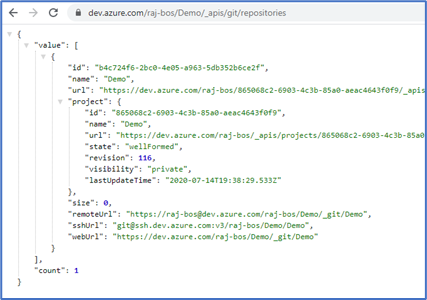 dev.azure.com/raj-bos/Demo/_apis/git/repositories
{
"value": [
{
"id": "b4c724f6-2bc0-4e05-a963-5db352b6ce2f",
"name": "Demo",
"url": "https://dev.azure.com/raj-bos/865068c2-6903-4c3b-85a0-aeac4643f0f9/_apis
"project": {
"id": "865068c2-6903-4c3b-85a0-aeac4643f0f9",
"name": "Demo",
"url": "https://dev.azure.com/raj-bos/_apis/projects/865068c2-6903-4c3b-85a0
"state": "wellFormed",
"revision": 116,
"visibility": "private",
"lastUpdateTime": "2020-07-14T19:38:29.533Z"
},
"size": 0,
"remoteUrl": "https://raj-bos@dev.azure.com/raj-bos/Demo/_git/Demo",
"sshUrl": "git@ssh.dev.azure.com:v3/raj-bos/Demo/Demo",
"webUrl": "https://dev.azure.com/raj-bos/Demo/_git/Demo"
}
],
"count": 1
}